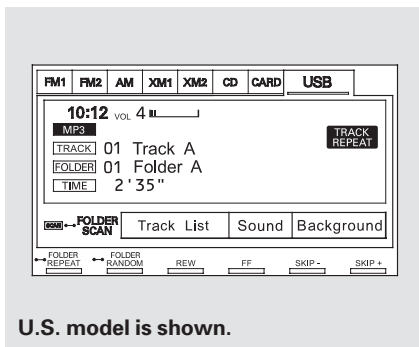 FM1 FM2 AM XM1 XM2 CD CARD USB
10:12 VOL 4
MP3
TRACK REPEAT
TRACK 01 Track A
FOLDER 01 Folder A
TIME 2'35"
SCAN FOLDER SCAN Track List Sound Background
FOLDER REPEAT FOLDER RANDOM REW FF SKIP - SKIP +
U.S. model is shown.